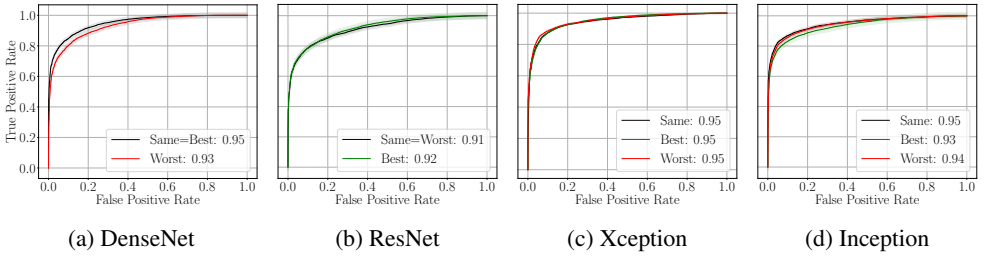 True Positive Rate
1.0
0.8
0.6
0.4
0.2
0.0
Same=Best: 0.95
Worst: 0.93
0.0 0.2 0.4 0.6 0.8 1.0
False Positive Rate
(a) DenseNet
Same=Worst: 0.91
Best: 0.92
0.0 0.2 0.4 0.6 0.8 1.0
False Positive Rate
(b) ResNet
Same: 0.95
Best: 0.95
Worst: 0.95
0.0 0.2 0.4 0.6 0.8 1.0
False Positive Rate
(c) Xception
Same: 0.95
Best: 0.93
Worst: 0.94
0.0 0.2 0.4 0.6 0.8 1.0
False Positive Rate
(d) Inception